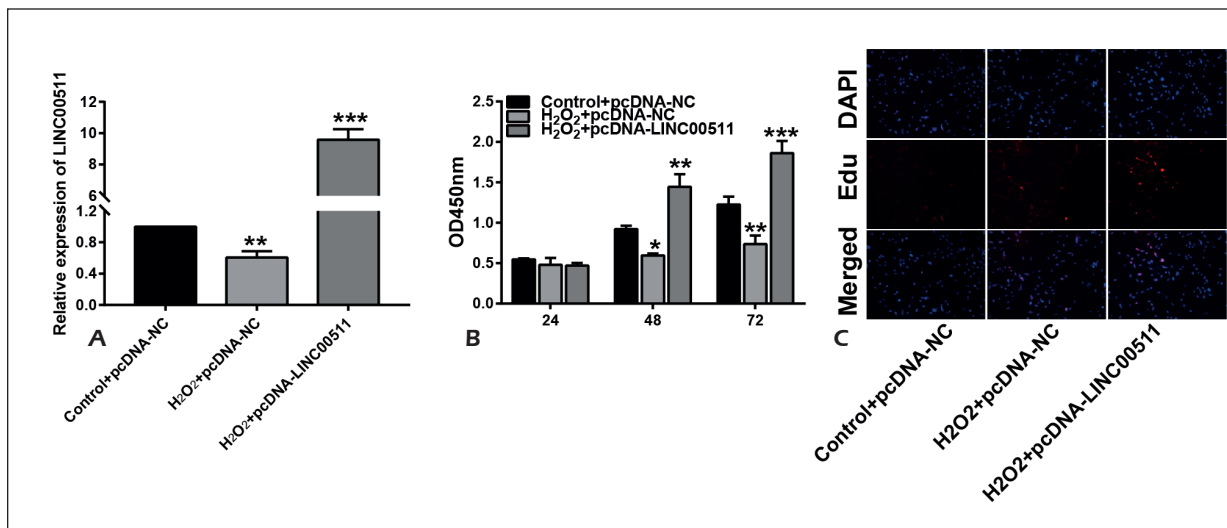 Relative expression of LINC00511
12
10
8
6
1.2
0.8
0.4
0.0
**
***
Control+pcDNA-NC
H2O2+pcDNA-NC
H2O2+pcDNA-LINC00511
A
OD450nm
2.5
2.0
1.5
1.0
0.5
0.0
Control+pcDNA-NC
H2O2+pcDNA-NC
H2O2+pcDNA-LINC00511
*
**
**
***
24
48
72
B
DAPI
Edu
Merged
C
Control+pcDNA-NC
H2O2+pcDNA-NC
H2O2+pcDNA-LINC00511